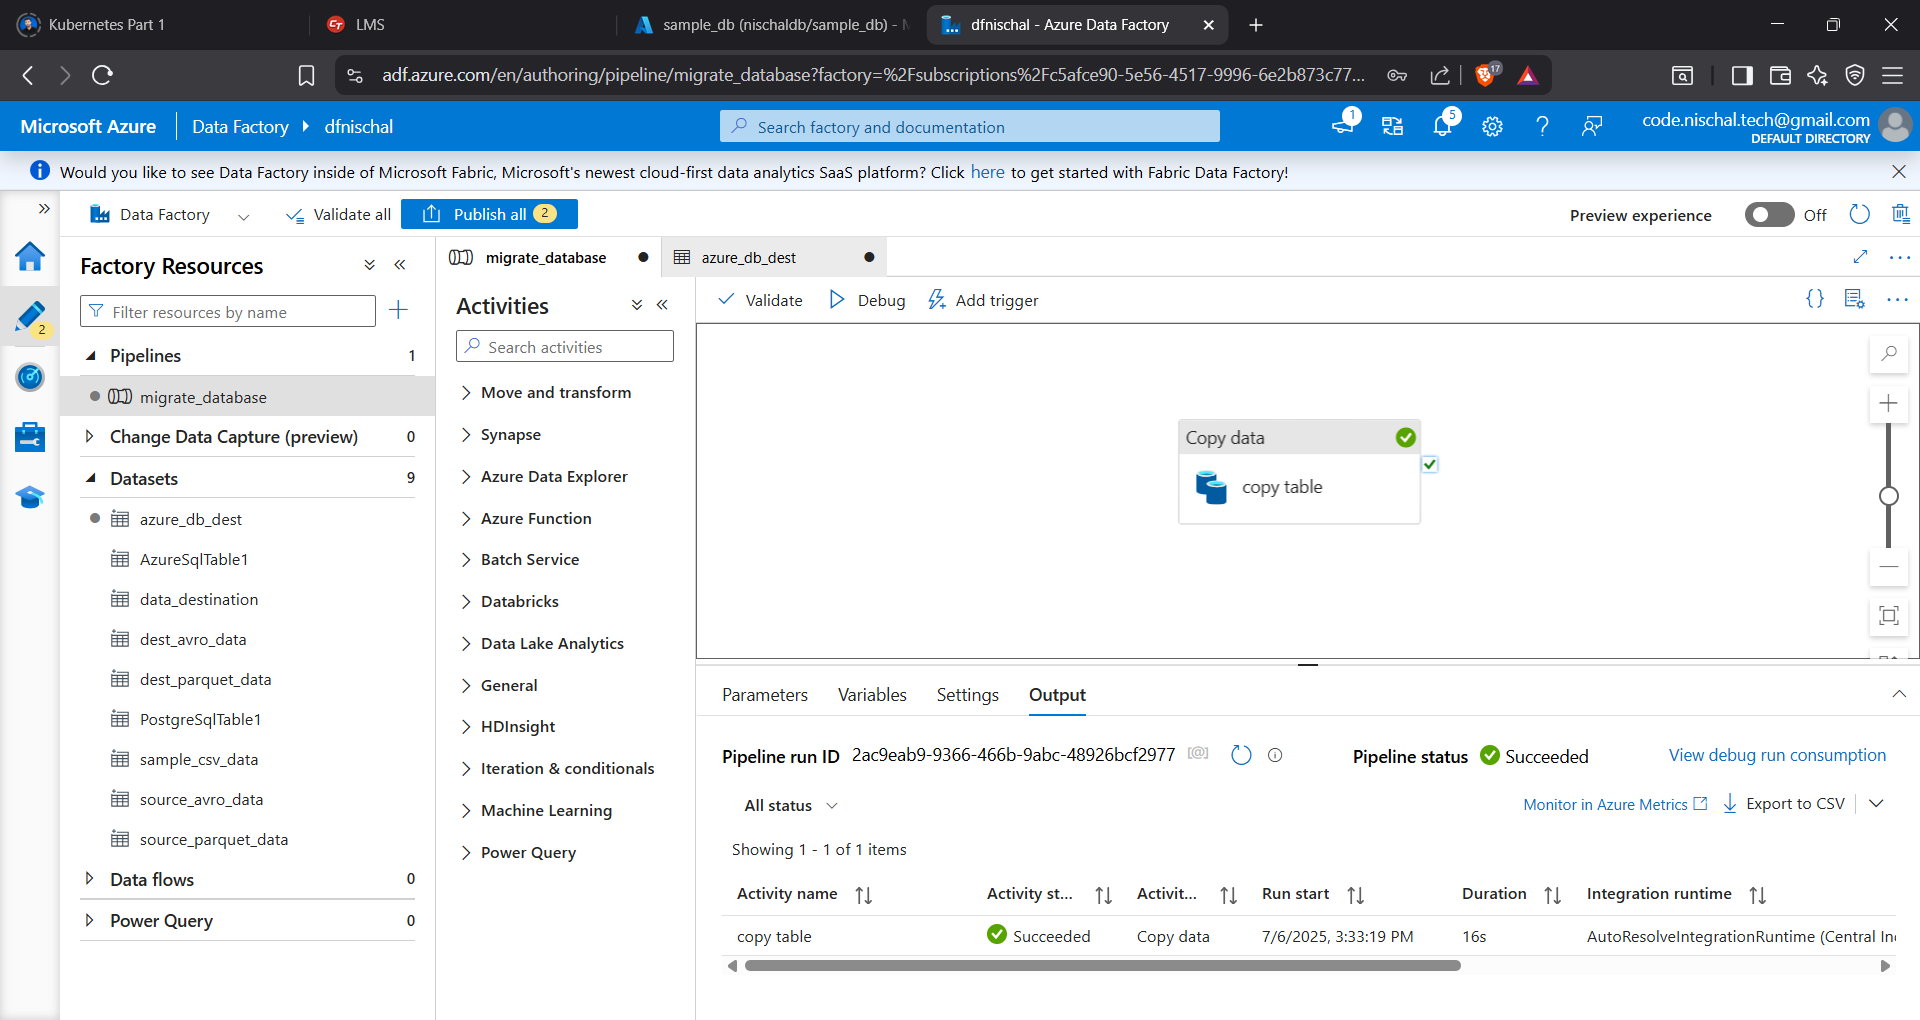 Kubernetes Part 1
LMS
sample_db (nischaldb/sample_db) -
dfnischal - Azure Data Factory
adf.azure.com/en/authoring/pipeline/migrate_database?factory=%2Fsubscriptions%2Fc5afce90-5e56-4517-9996-6e2b873c77...
17
Microsoft Azure
Data Factory
dfnischal
Search factory and documentation
1
5
code.nischal.tech@gmail.com
DEFAULT DIRECTORY
Would you like to see Data Factory inside of Microsoft Fabric, Microsoft's newest cloud-first data analytics SaaS platform? Click here to get started with Fabric Data Factory!
Data Factory
Validate all
Publish all 2
Preview experience
Off
2
Factory Resources
Filter resources by name
Pipelines 1
migrate_database
Change Data Capture (preview) 0
Datasets 9
azure_db_dest
AzureSqlTable1
data_destination
dest_avro_data
dest_parquet_data
PostgreSqlTable1
sample_csv_data
source_avro_data
source_parquet_data
Data flows 0
Power Query 0
migrate_database
azure_db_dest
Activities
Search activities
Move and transform
Synapse
Azure Data Explorer
Azure Function
Batch Service
Databricks
Data Lake Analytics
General
HDInsight
Iteration & conditionals
Machine Learning
Power Query
Validate
Debug
Add trigger
Copy data
copy table
Parameters
Variables
Settings
Output
Pipeline run ID 2ac9eab9-9366-466b-9abc-48926bcf2977
Pipeline status Succeeded
View debug run consumption
All status
Monitor in Azure Metrics
Export to CSV
Showing 1 - 1 of 1 items
Activity name Activity st... Activit... Run start Duration Integration runtime
copy table Succeeded Copy data 7/6/2025, 3:33:19 PM 16s AutoResolveIntegrationRuntime (Central In